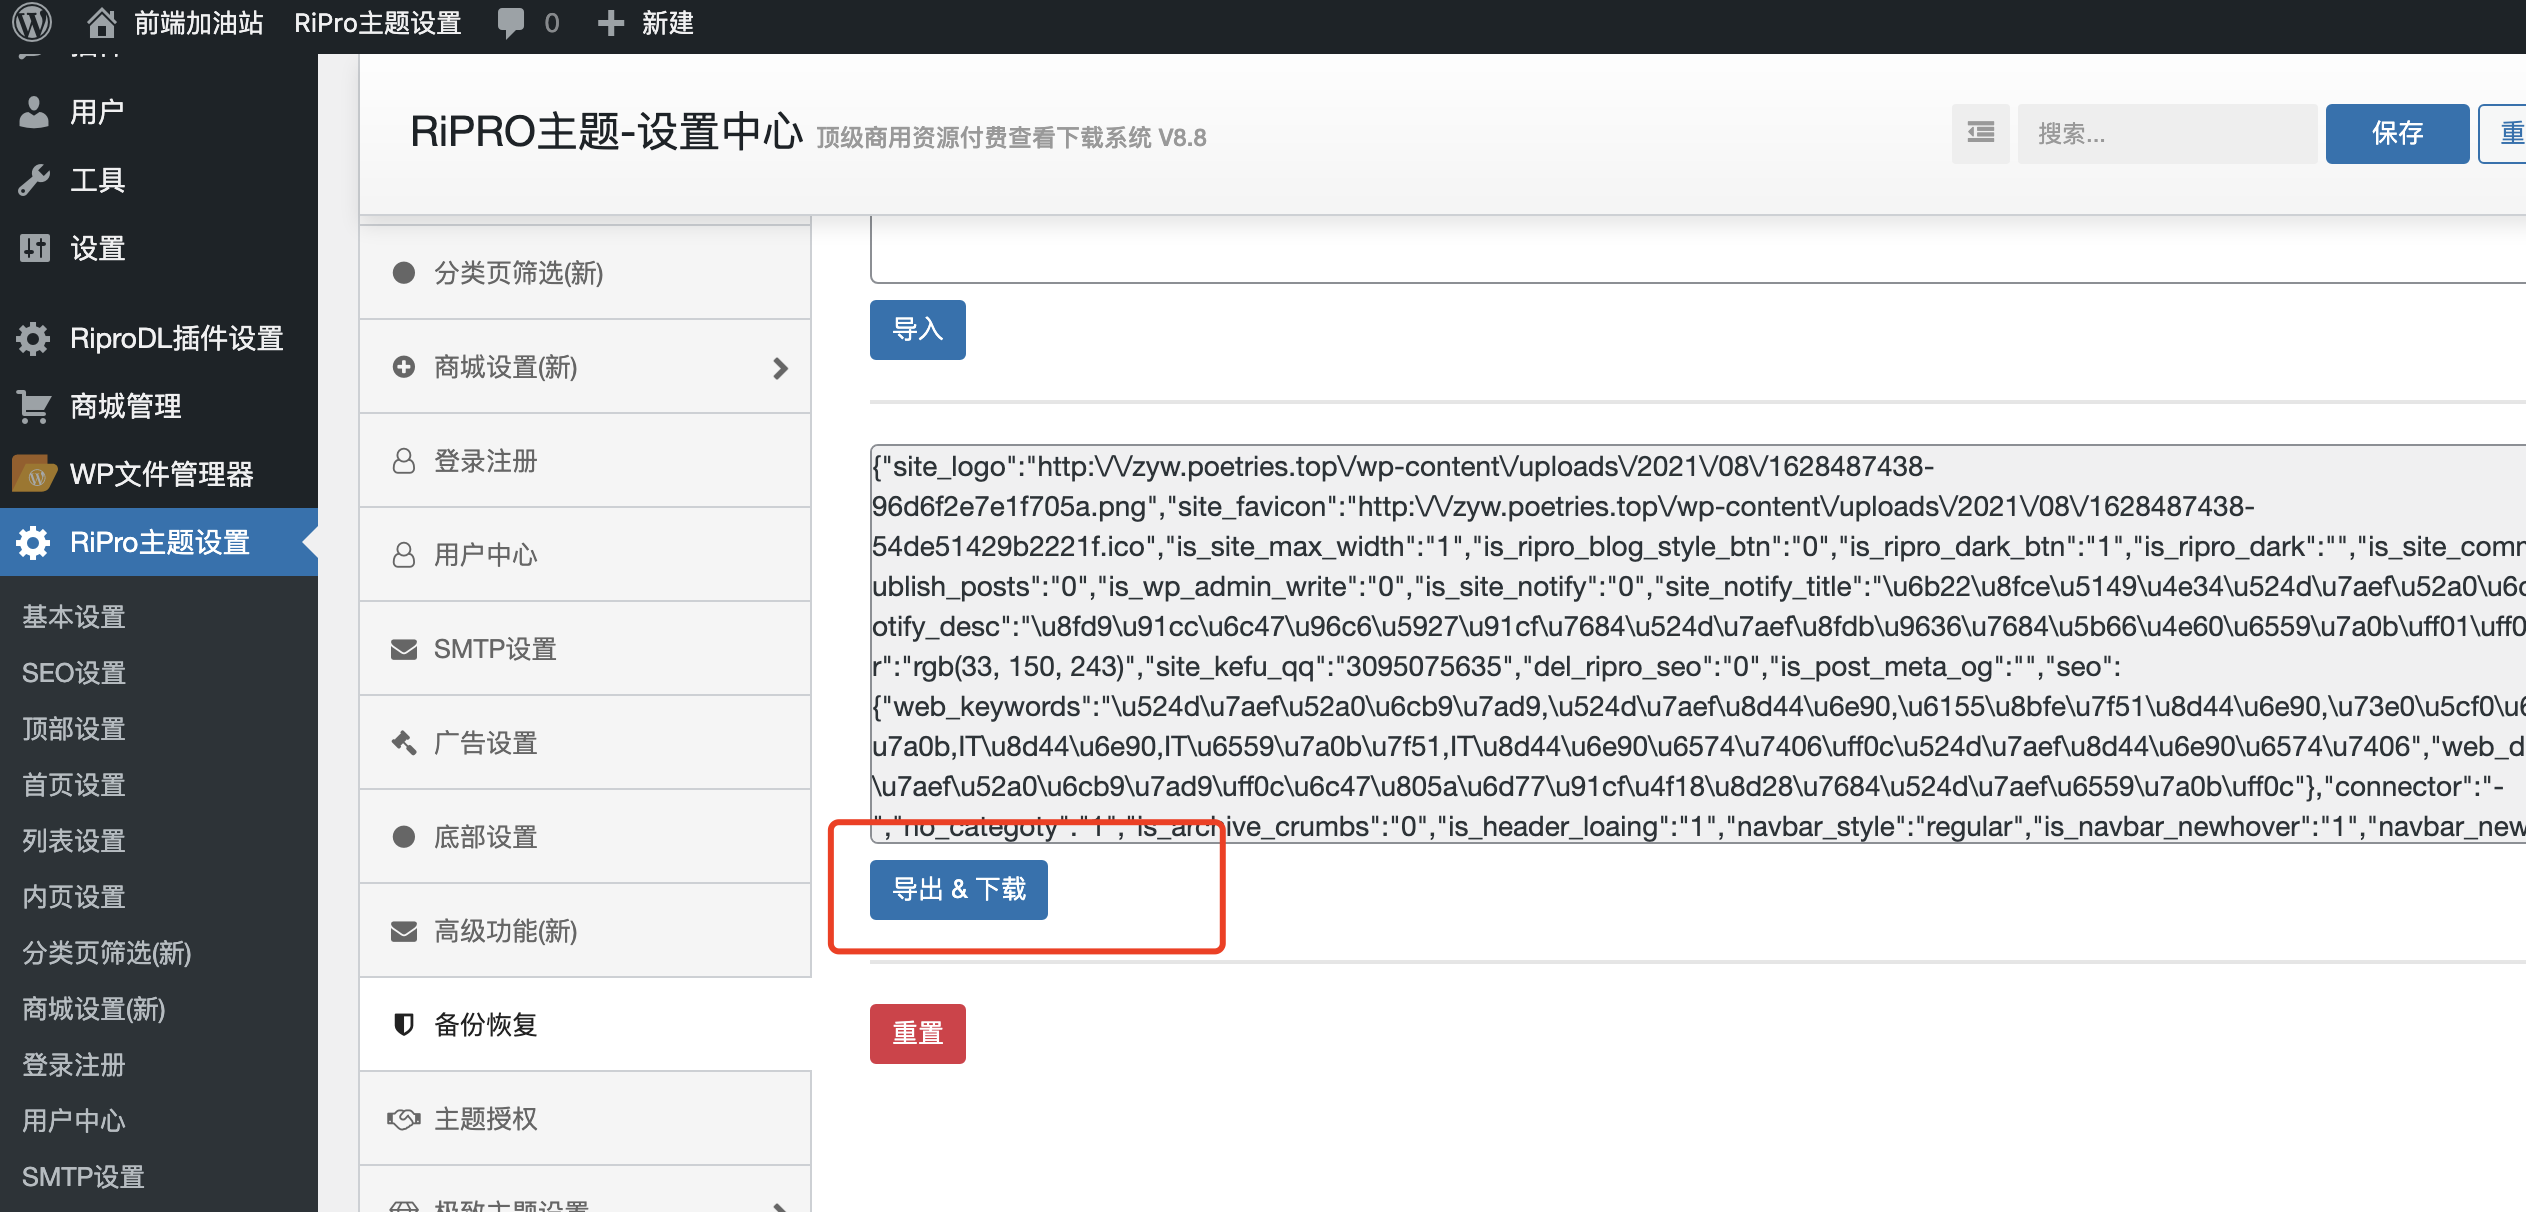 前端加油站 RiPro主题设置 0 新建
用户
工具
设置
RiproDL插件设置
商城管理
WP文件管理器
RiPro主题设置
基本设置
SEO设置
顶部设置
首页设置
列表设置
内页设置
分类页筛选(新)
商城设置(新)
登录注册
用户中心
SMTP设置
RiPRO主题-设置中心 顶级商用资源付费查看下载系统 V8.8
搜索...
保存
重
分类页筛选(新)
商城设置(新)
登录注册
用户中心
SMTP设置
广告设置
底部设置
高级功能(新)
备份恢复
主题授权
极致主题设置
导入
{"site_logo":"http:\/\/zyw.poetries.top\/wp-content\/uploads\/2021\/08\/1628487438-
96d6f2e7e1f705a.png","site_favicon":"http:\/\/zyw.poetries.top\/wp-content\/uploads\/2021\/08\/1628487438-
54de51429b2221f.ico","is_site_max_width":"1","is_ripro_blog_style_btn":"0","is_ripro_dark_btn":"1","is_ripro_dark":"","is_site_com
ublish_posts":"0","is_wp_admin_write":"0","is_site_notify":"0","site_notify_title":"\u6b22\u8fce\u5149\u4e34\u524d\u7aef\u52a0\u6
otify_desc":"\u8fd9\u91cc\u6c47\u96c6\u5927\u91cf\u7684\u524d\u7aef\u8fdb\u9636\u7684\u5b66\u4e60\u6559\u7a0b\uff01\uff0
r":"rgb(33, 150, 243)","site_kefu_qq":"3095075635","del_ripro_seo":"0","is_post_meta_og":"","seo":
{"web_keywords":"\u524d\u7aef\u52a0\u6cb9\u7ad9,\u524d\u7aef\u8d44\u6e90,\u6155\u8bfe\u7f51\u8d44\u6e90,\u73e0\u5cf0\u6
u7a0b,IT\u8d44\u6e90,IT\u6559\u7a0b\u7f51,IT\u8d44\u6e90\u6574\u7406\uff0c\u524d\u7aef\u8d44\u6e90\u6574\u7406","web_d
\u7aef\u52a0\u6cb9\u7ad9\uff0c\u6c47\u805a\u6d77\u91cf\u4f18\u8d28\u7684\u524d\u7aef\u6559\u7a0b\uff0c"},"connector":"-
","no_categoty":"1","is_archive_crumbs":"0","is_header_loaing":"1","navbar_style":"regular","is_navbar_newhover":"1","navbar_new
导出 & 下载
重置